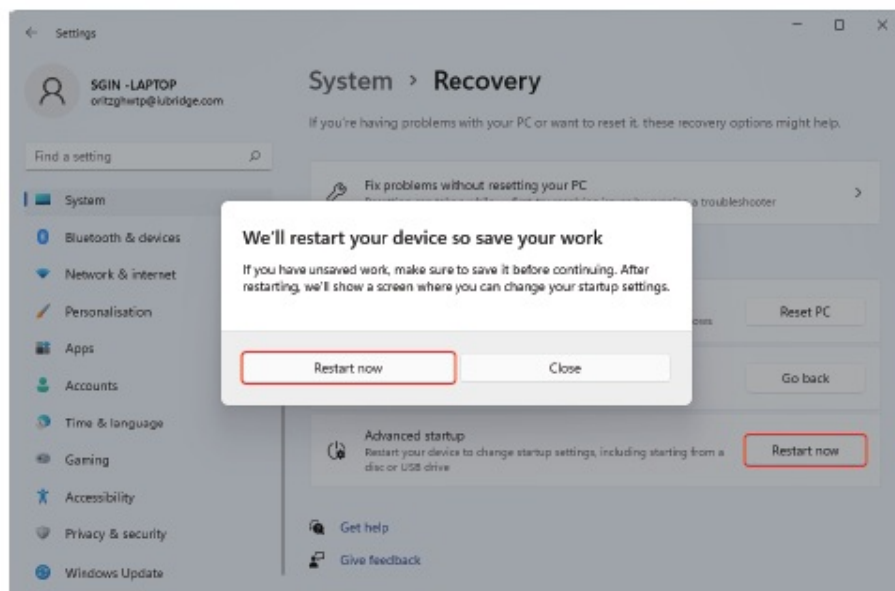 Settings
SGIN -LAPTOP
oritzghwtp@iubridge.com
Find a setting
System
Bluetooth & devices
Network & internet
Personalisation
Apps
Accounts
Time & language
Gaming
Accessibility
Privacy & security
Windows Update
System > Recovery
If you're having problems with your PC or want to reset it, these recovery options might help.
Fix problems without resetting your PC
a troubleshooter
We'll restart your device so save your work
If you have unsaved work, make sure to save it before continuing. After
restarting, we'll show a screen where you can change your startup settings.
Restart now
Close
Reset PC
Go back
Advanced startup
Restart your device to change startup settings, including starting from a
disc or USB drive
Restart now
Get help
Give feedback